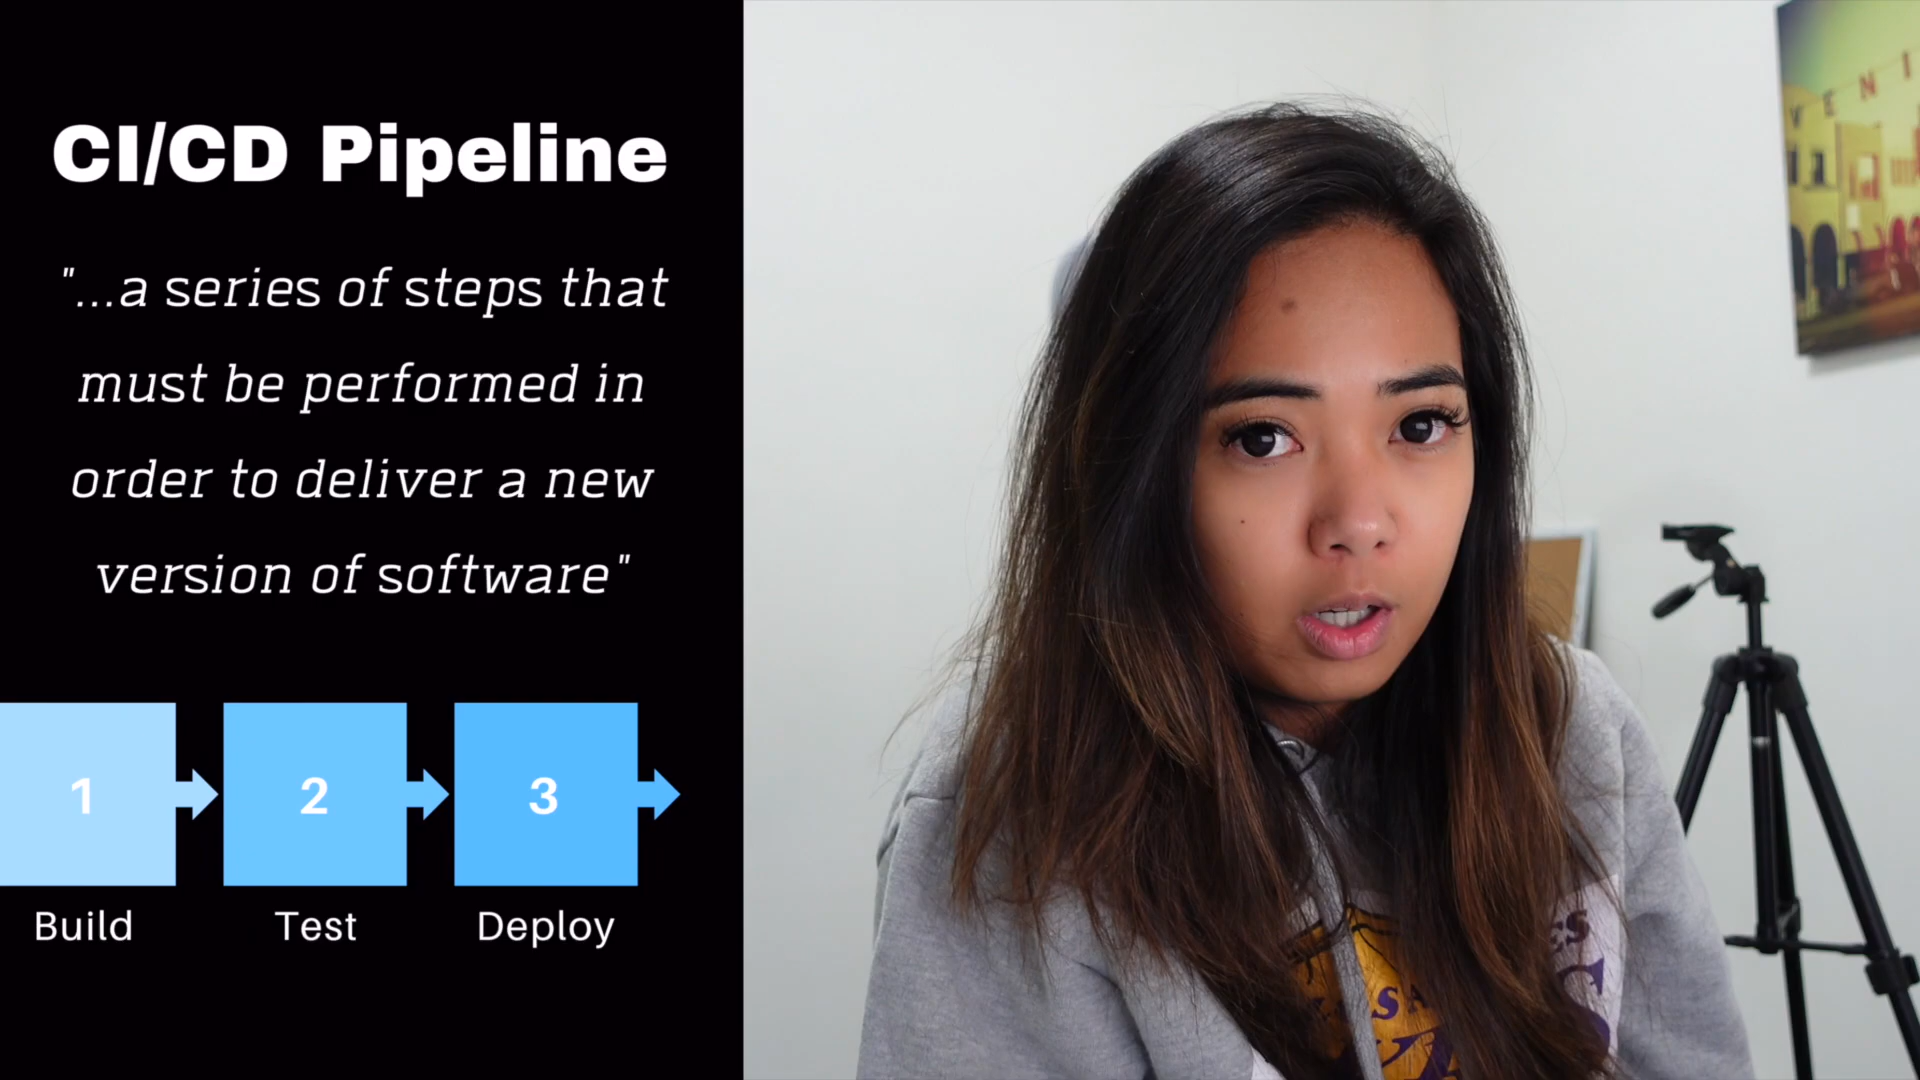 CI/CD Pipeline
"...a series of steps that
must be performed in
order to deliver a new
version of software"
1
2
3
Build
Test
Deploy
VENI